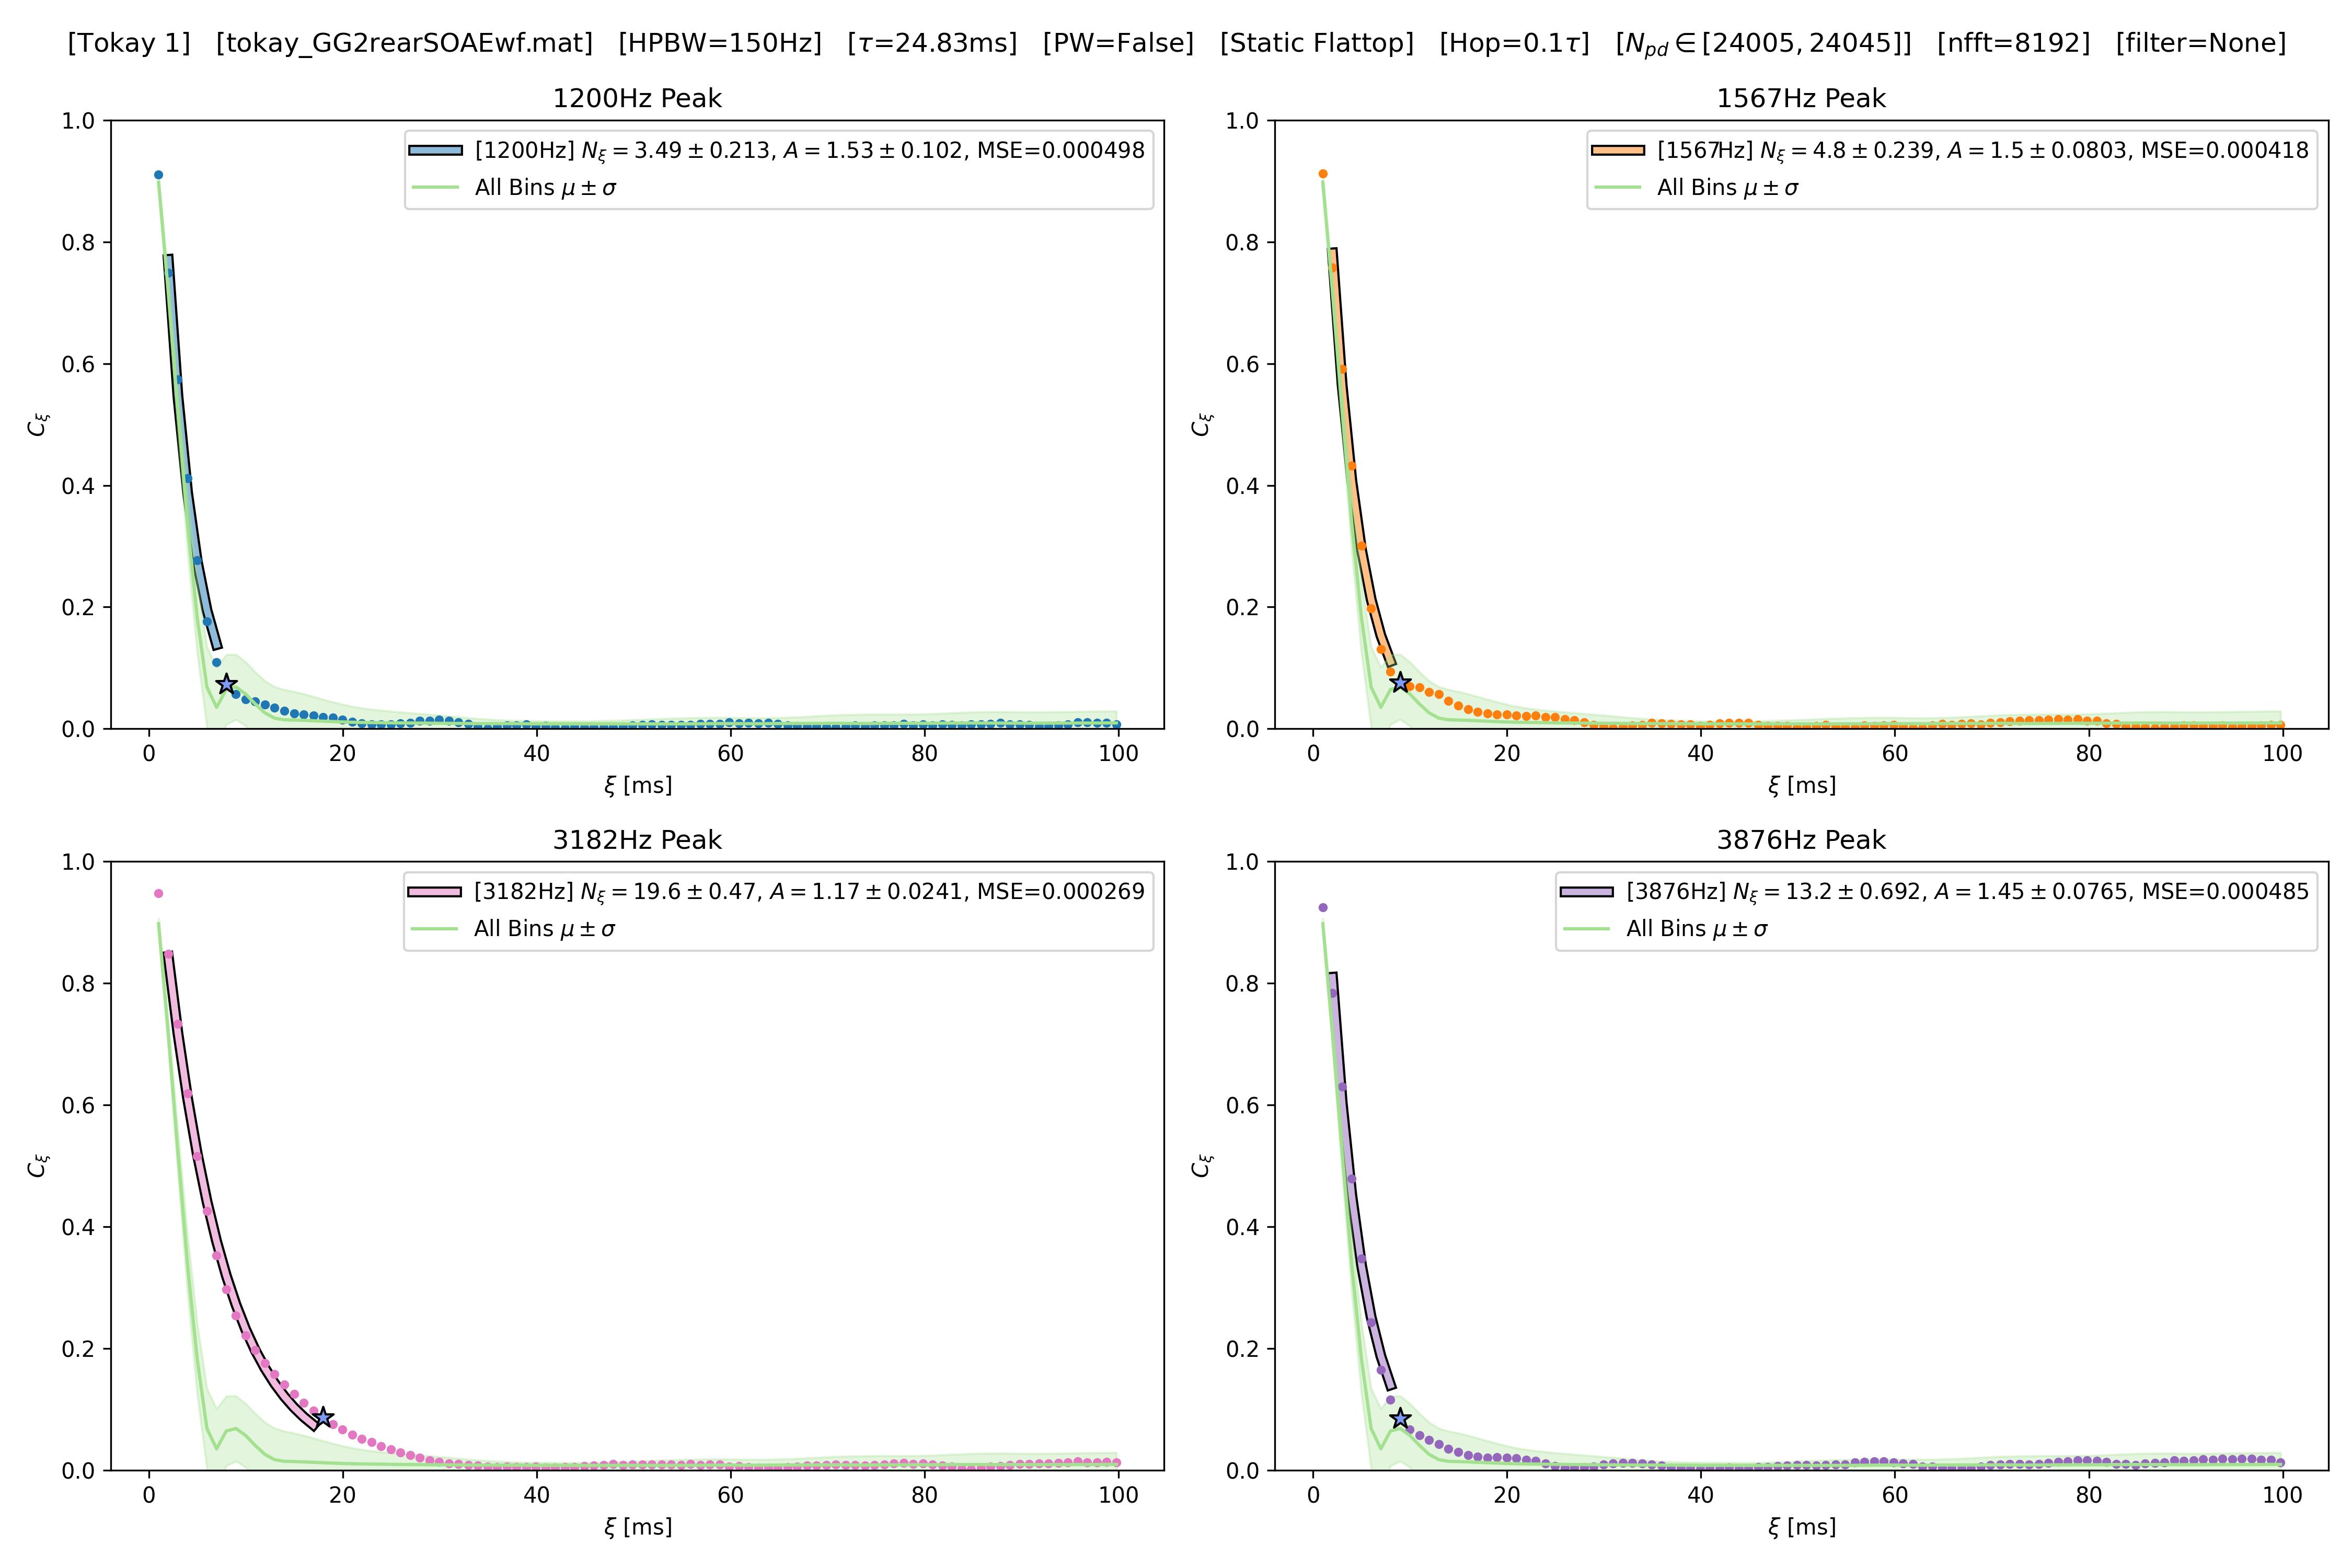 [Tokay 1] [tokay_GG2rearSOAEwf.mat] [HPBW=150Hz] [τ=24.83ms] [PW=False] [Static Flattop] [Hop=0.1τ] [N_pd ∈ [24005, 24045]] [nfft=8192] [filter=None]
1200Hz Peak
[1200Hz] N_ξ = 3.49 ± 0.213, A = 1.53 ± 0.102, MSE=0.000498
All Bins μ ± σ
1.0
0.8
0.6
0.4
0.2
0.0
C_ξ
0 20 40 60 80 100
ξ [ms]
1567Hz Peak
[1567Hz] N_ξ = 4.8 ± 0.239, A = 1.5 ± 0.0803, MSE=0.000418
All Bins μ ± σ
1.0
0.8
0.6
0.4
0.2
0.0
C_ξ
0 20 40 60 80 100
ξ [ms]
3182Hz Peak
[3182Hz] N_ξ = 19.6 ± 0.47, A = 1.17 ± 0.0241, MSE=0.000269
All Bins μ ± σ
1.0
0.8
0.6
0.4
0.2
0.0
C_ξ
0 20 40 60 80 100
ξ [ms]
3876Hz Peak
[3876Hz] N_ξ = 13.2 ± 0.692, A = 1.45 ± 0.0765, MSE=0.000485
All Bins μ ± σ
1.0
0.8
0.6
0.4
0.2
0.0
C_ξ
0 20 40 60 80 100
ξ [ms]